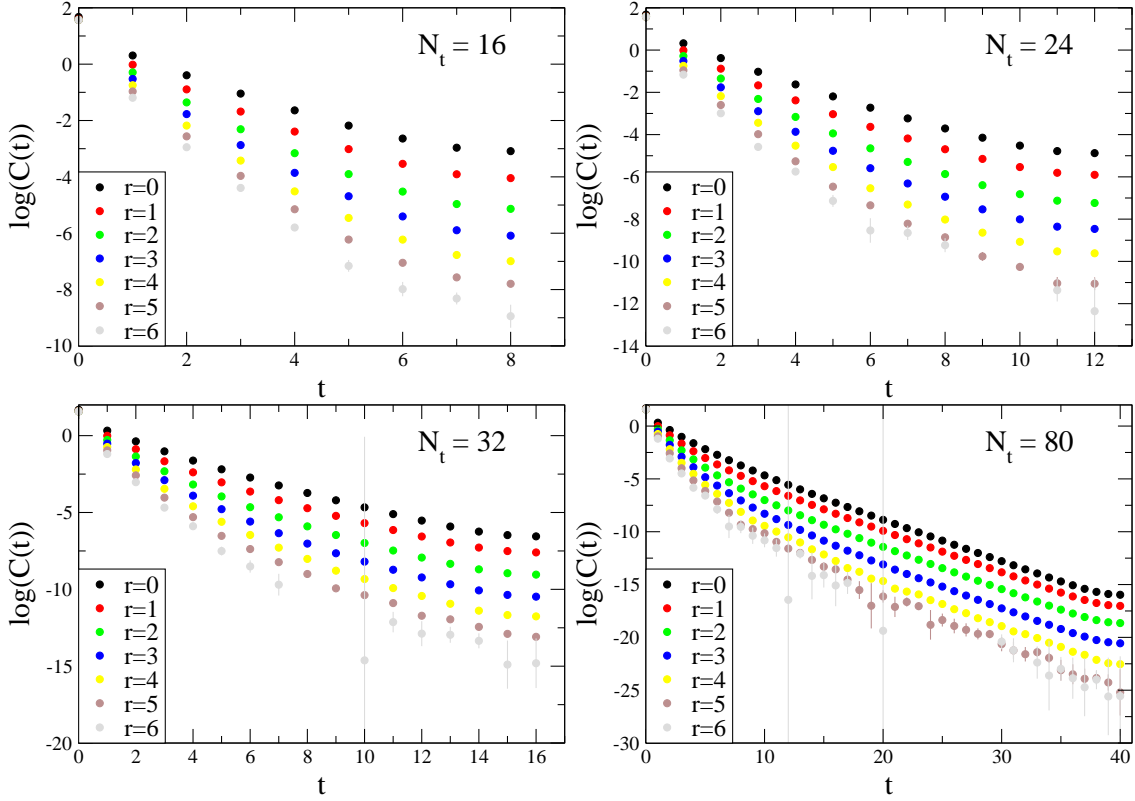 2
0
-2
-4
-6
-8
-10
0
2
4
6
8
log(C(t))
t
N_t = 16
r=0
r=1
r=2
r=3
r=4
r=5
r=6
2
0
-2
-4
-6
-8
-10
-12
-14
0
2
4
6
8
10
12
log(C(t))
t
N_t = 24
r=0
r=1
r=2
r=3
r=4
r=5
r=6
0
-5
-10
-15
-20
0
2
4
6
8
10
12
14
16
log(C(t))
t
N_t = 32
r=0
r=1
r=2
r=3
r=4
r=5
r=6
0
-5
-10
-15
-20
-25
-30
0
10
20
30
40
log(C(t))
t
N_t = 80
r=0
r=1
r=2
r=3
r=4
r=5
r=6